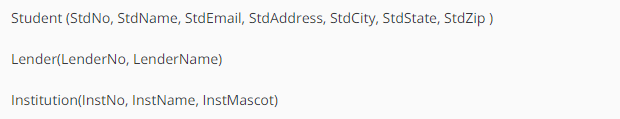 Student (StdNo, StdName, StdEmail, StdAddress, StdCity, StdState, StdZip )
Lender(LenderNo, LenderName)
Institution(InstNo, InstName, InstMascot)